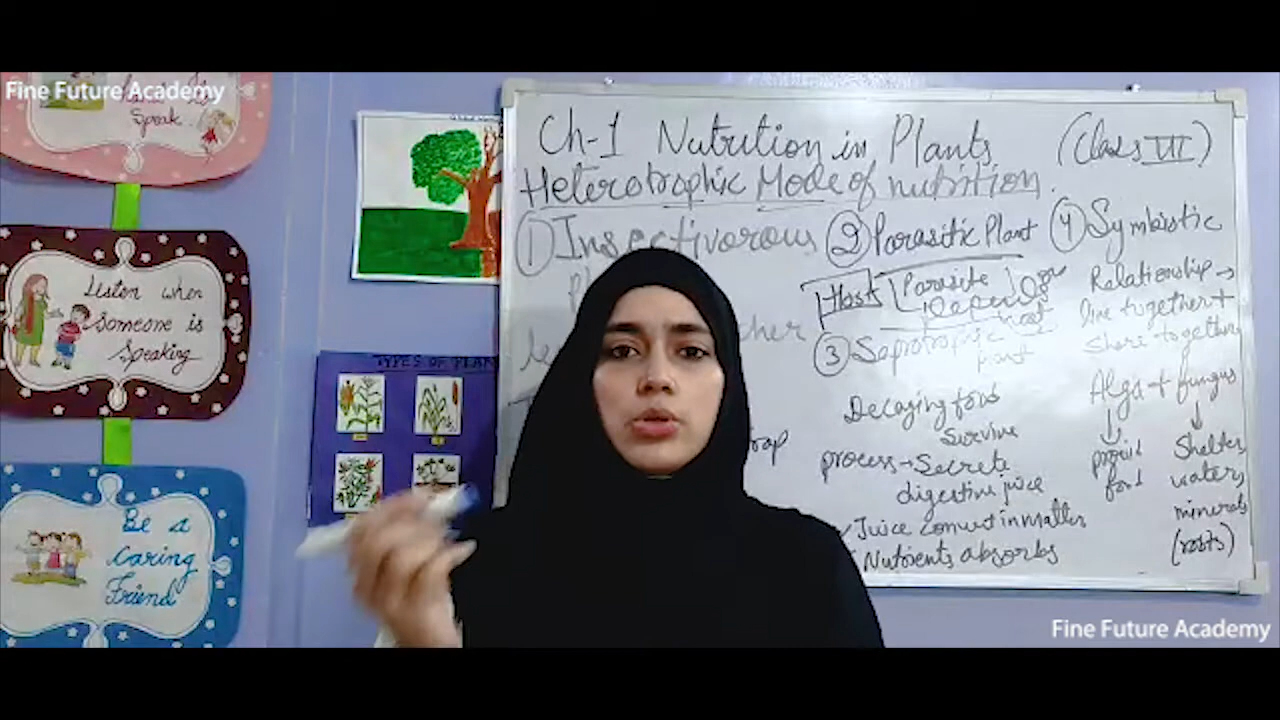 Fine Future Academy
Speak.
Listen when
Someone is
Speaking
Be a
caring
Friend
TYPES OF PLAN
Ch-1 Nutrition in Plants (Class VII)
Heterotrophic Mode of nutrition.
① Insectivorous
② Parasitic Plant
Host Parasite
③ Saprotrophic
plant
Decaying food
Survive
process → Secrete
digestive juice
Juice convert in matter
Nutrients absorbs
④ Symbiotic
Relationship →
live together +
Share together
Alga + fungus
provid
food
Shelter,
water,
minerals
(roots)
Fine Future Academy